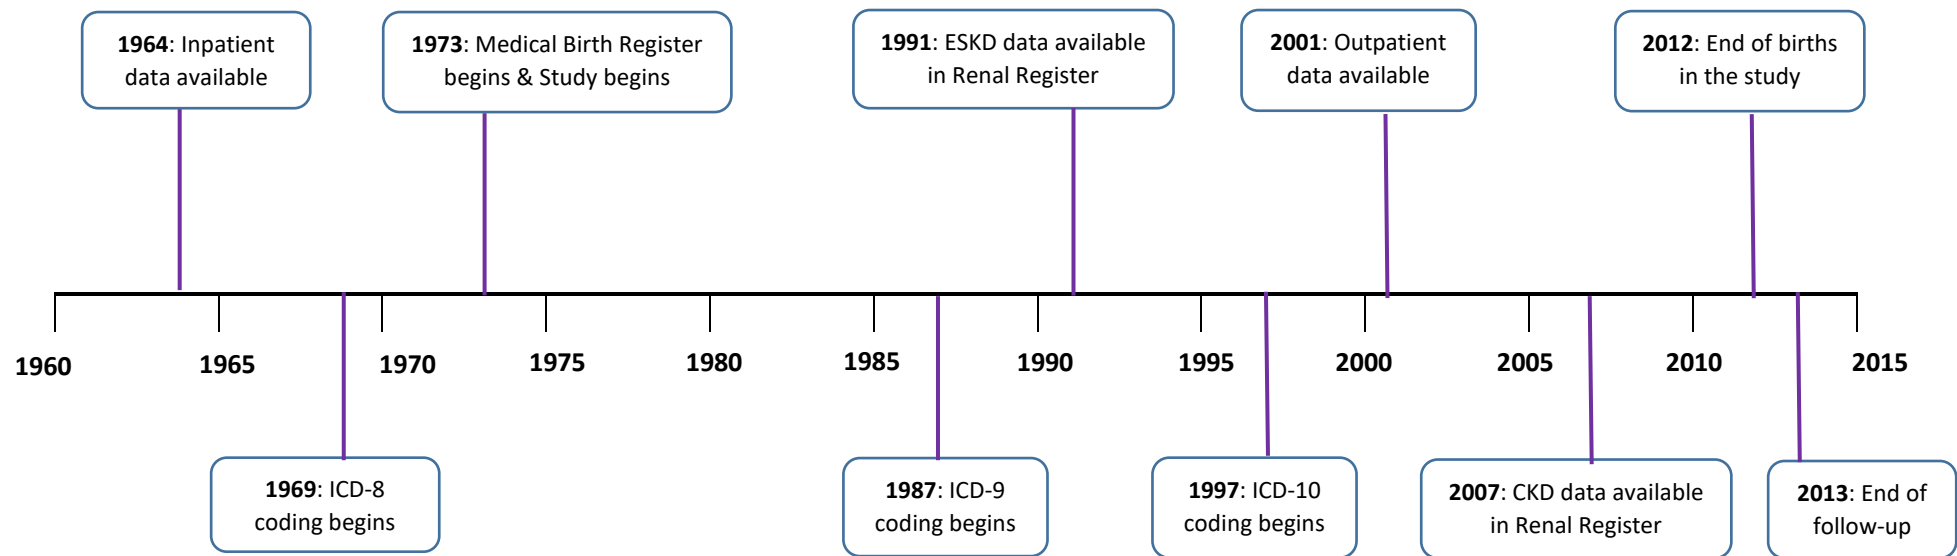 1964: Inpatient
data available
1973: Medical Birth Register
begins & Study begins
1991: ESKD data available
in Renal Register
2001: Outpatient
data available
2012: End of births
in the study
1960
1965
1970
1975
1980
1985
1990
1995
2000
2005
2010
2015
1969: ICD-8
coding begins
1987: ICD-9
coding begins
1997: ICD-10
coding begins
2007: CKD data available
in Renal Register
2013: End of
follow-up